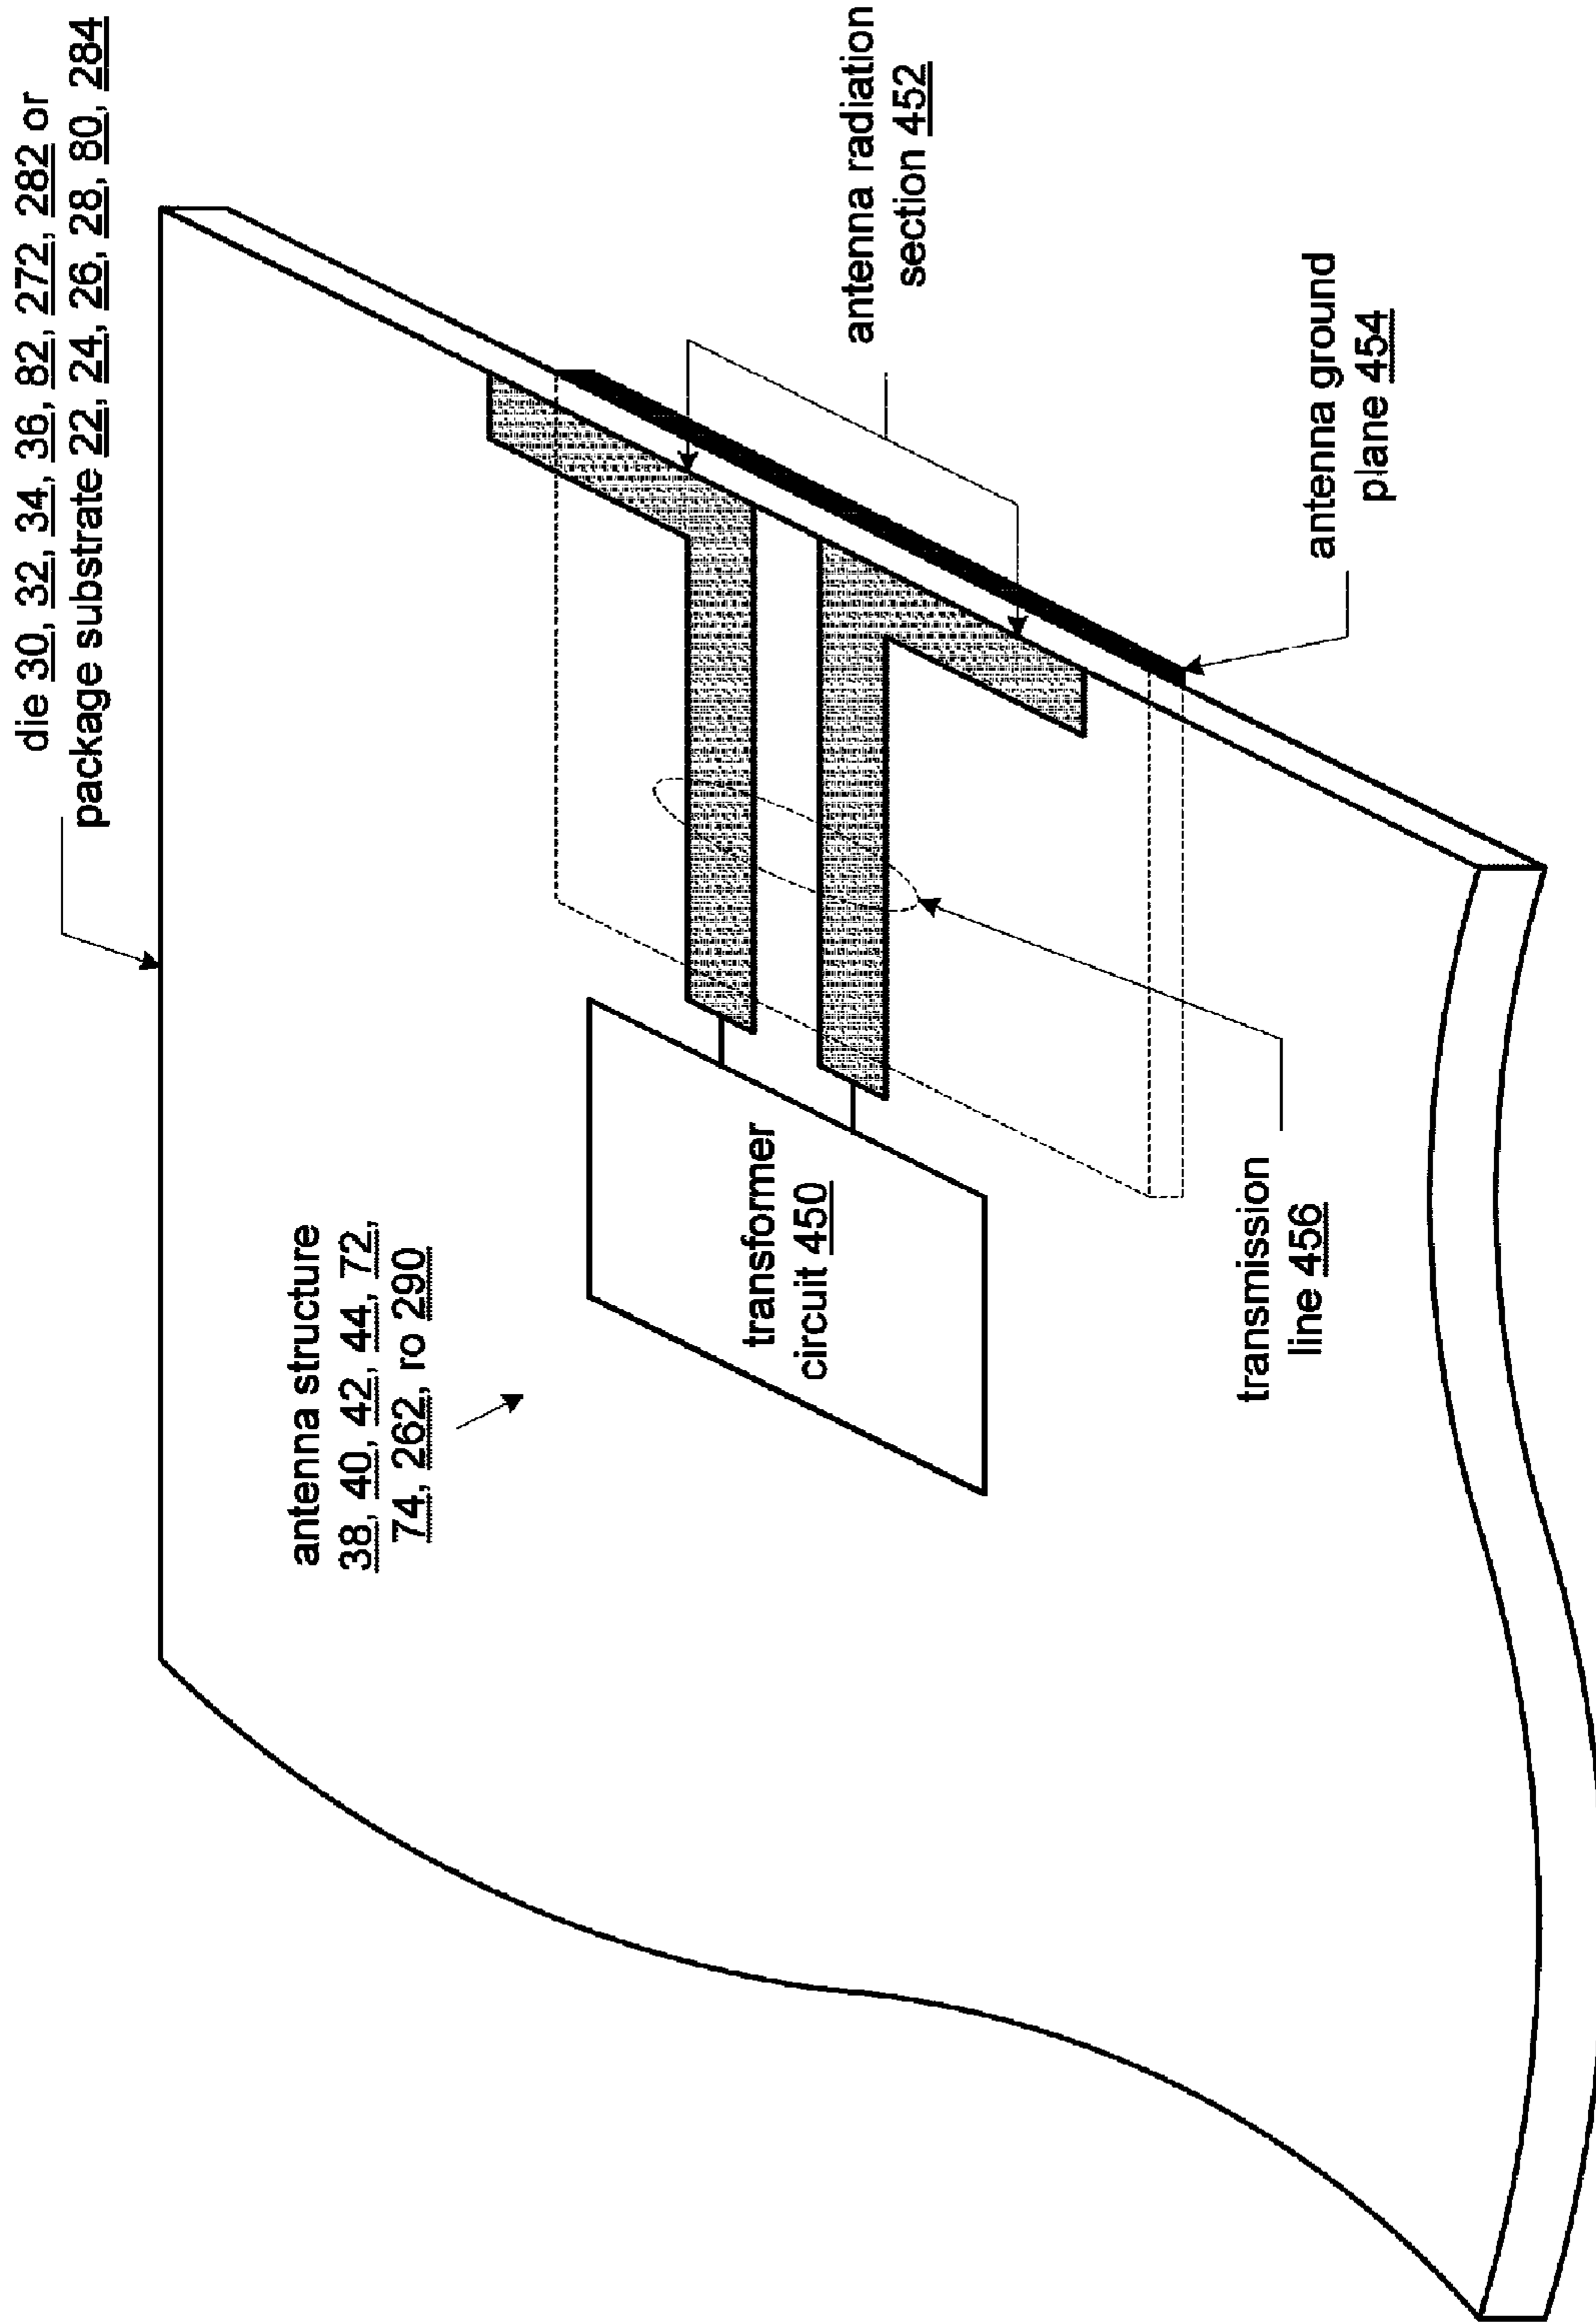 die 30, 32, 34, 36, 82, 272, 282 or
package substrate 22, 24, 26, 28, 80, 284
antenna structure
38, 40, 42, 44, 72,
74, 262, ro 290
transformer
circuit 450
antenna radiation
section 452
transmission
line 456
antenna ground
plane 454